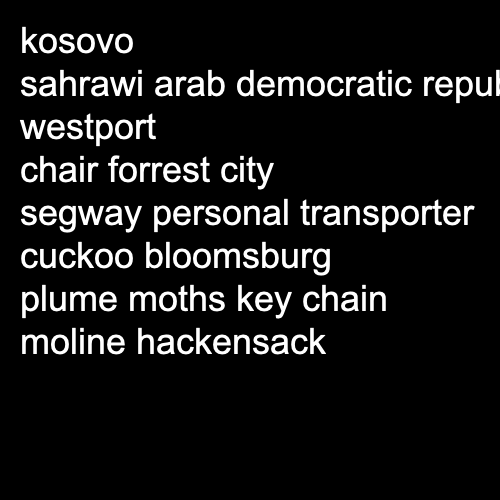 kosovo
sahrawi arab democratic
westport
chair forrest city
segway personal transporter
cuckoo bloomsburg
plume moths key chain
moline hackensack